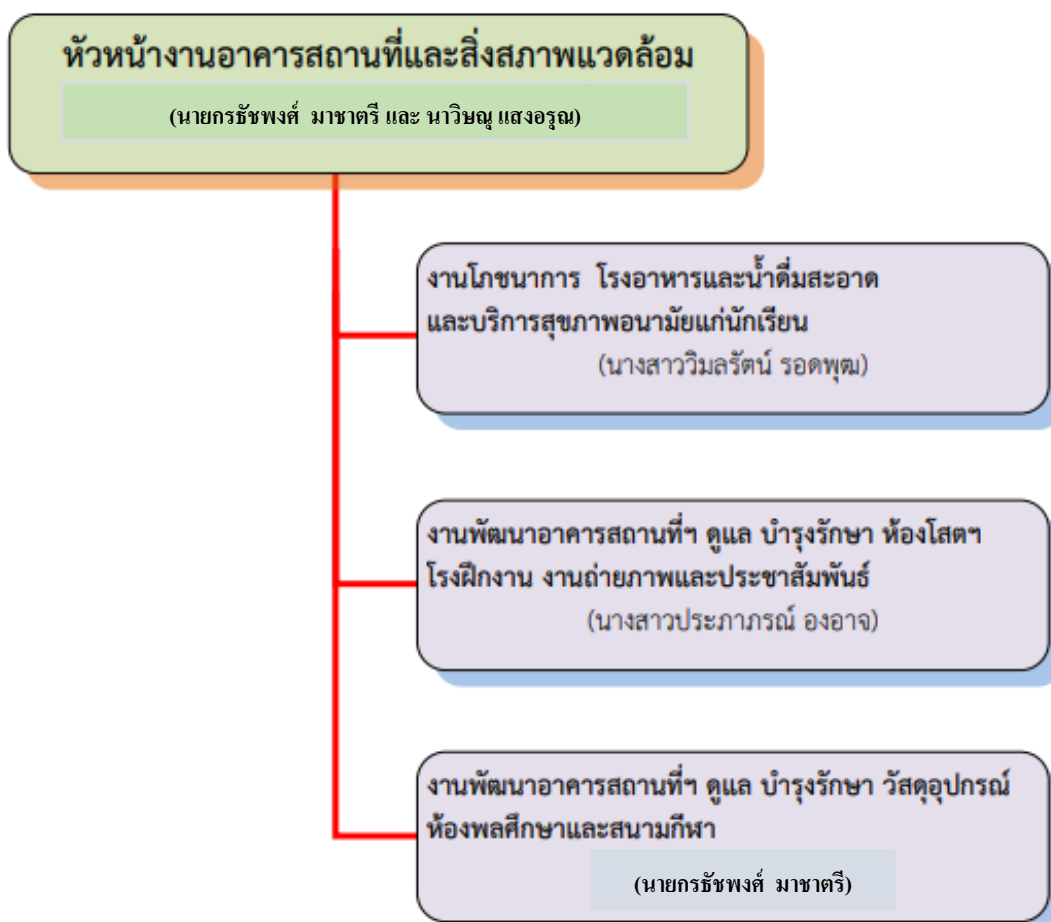 หัวหน้างานอาคารสถานที่และสิ่งสภาพแวดล้อม
(นายกรธัชพงศ์ มาชาตรี และ นาวิษณุ แสงอรุณ)
งานโภชนาการ โรงอาหารและน้ำดื่มสะอาด
และบริการสุขภาพอนามัยแก่นักเรียน
(นางสาววิมลรัตน์ รอดพุฒ)
งานพัฒนาอาคารสถานที่ฯ ดูแล บำรุงรักษา ห้องโสตฯ
โรงฝึกงาน งานถ่ายภาพและประชาสัมพันธ์
(นางสาวประภาภรณ์ องอาจ)
งานพัฒนาอาคารสถานที่ฯ ดูแล บำรุงรักษา วัสดุอุปกรณ์
ห้องพลศึกษาและสนามกีฬา
(นายกรธัชพงศ์ มาชาตรี)